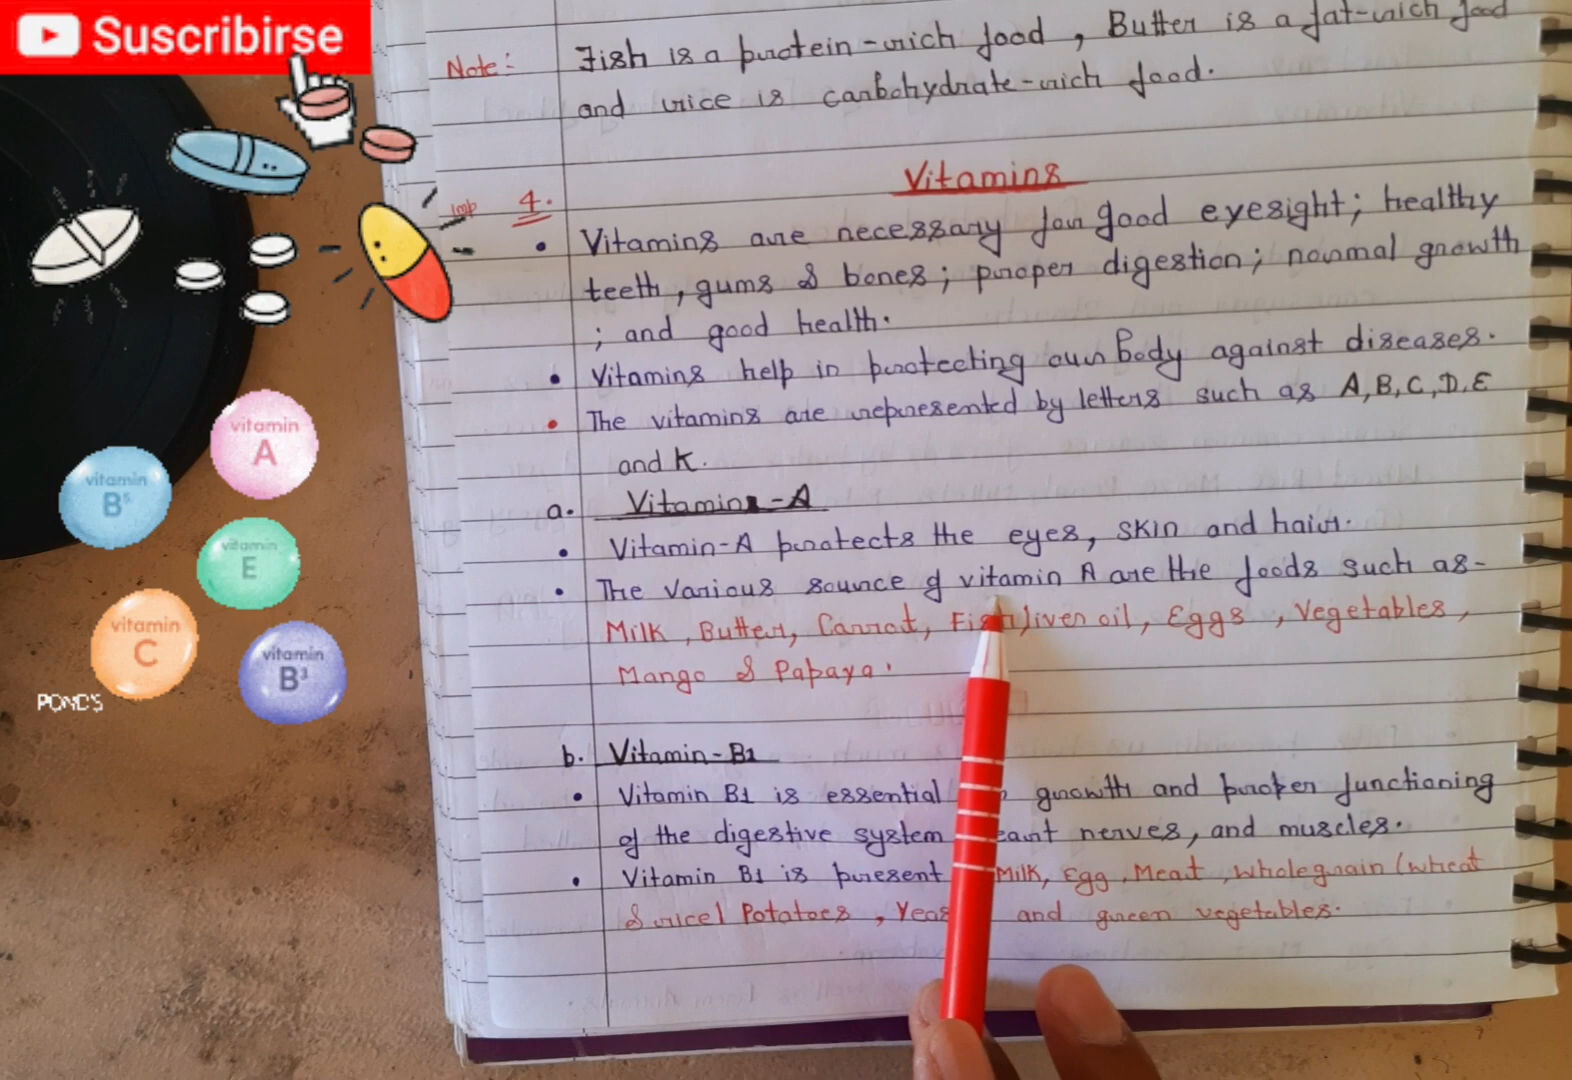 Suscribirse
Note: Fish is a protein-rich food, Butter is a fat-rich food
and rice is carbohydrate-rich food.
Vitamins
Imp 4.
• Vitamins are necessary for good eyesight; healthy
teeth, gums & bones; proper digestion; normal growth
; and good health.
• Vitamins help in protecting our body against diseases.
• The vitamins are represented by letters such as A, B, C, D, E
and K.
a. Vitamin-A
• Vitamin-A protects the eyes, skin and hair.
• The various source of vitamin A are the foods such as-
Milk, Butter, Carrot, Fish liver oil, Eggs, Vegetables,
Mango & Papaya.
b. Vitamin-B1
• Vitamin B1 is essential growth and proper functioning
of the digestive system nerves, and muscles.
• Vitamin B1 is present Milk, Egg, Meat, wholegrain (wheat
& rice) Potatoes, and green vegetables.
vitamin
A
vitamin
B⁵
vitamin
E
vitamin
C
vitamin
B³
POND'S